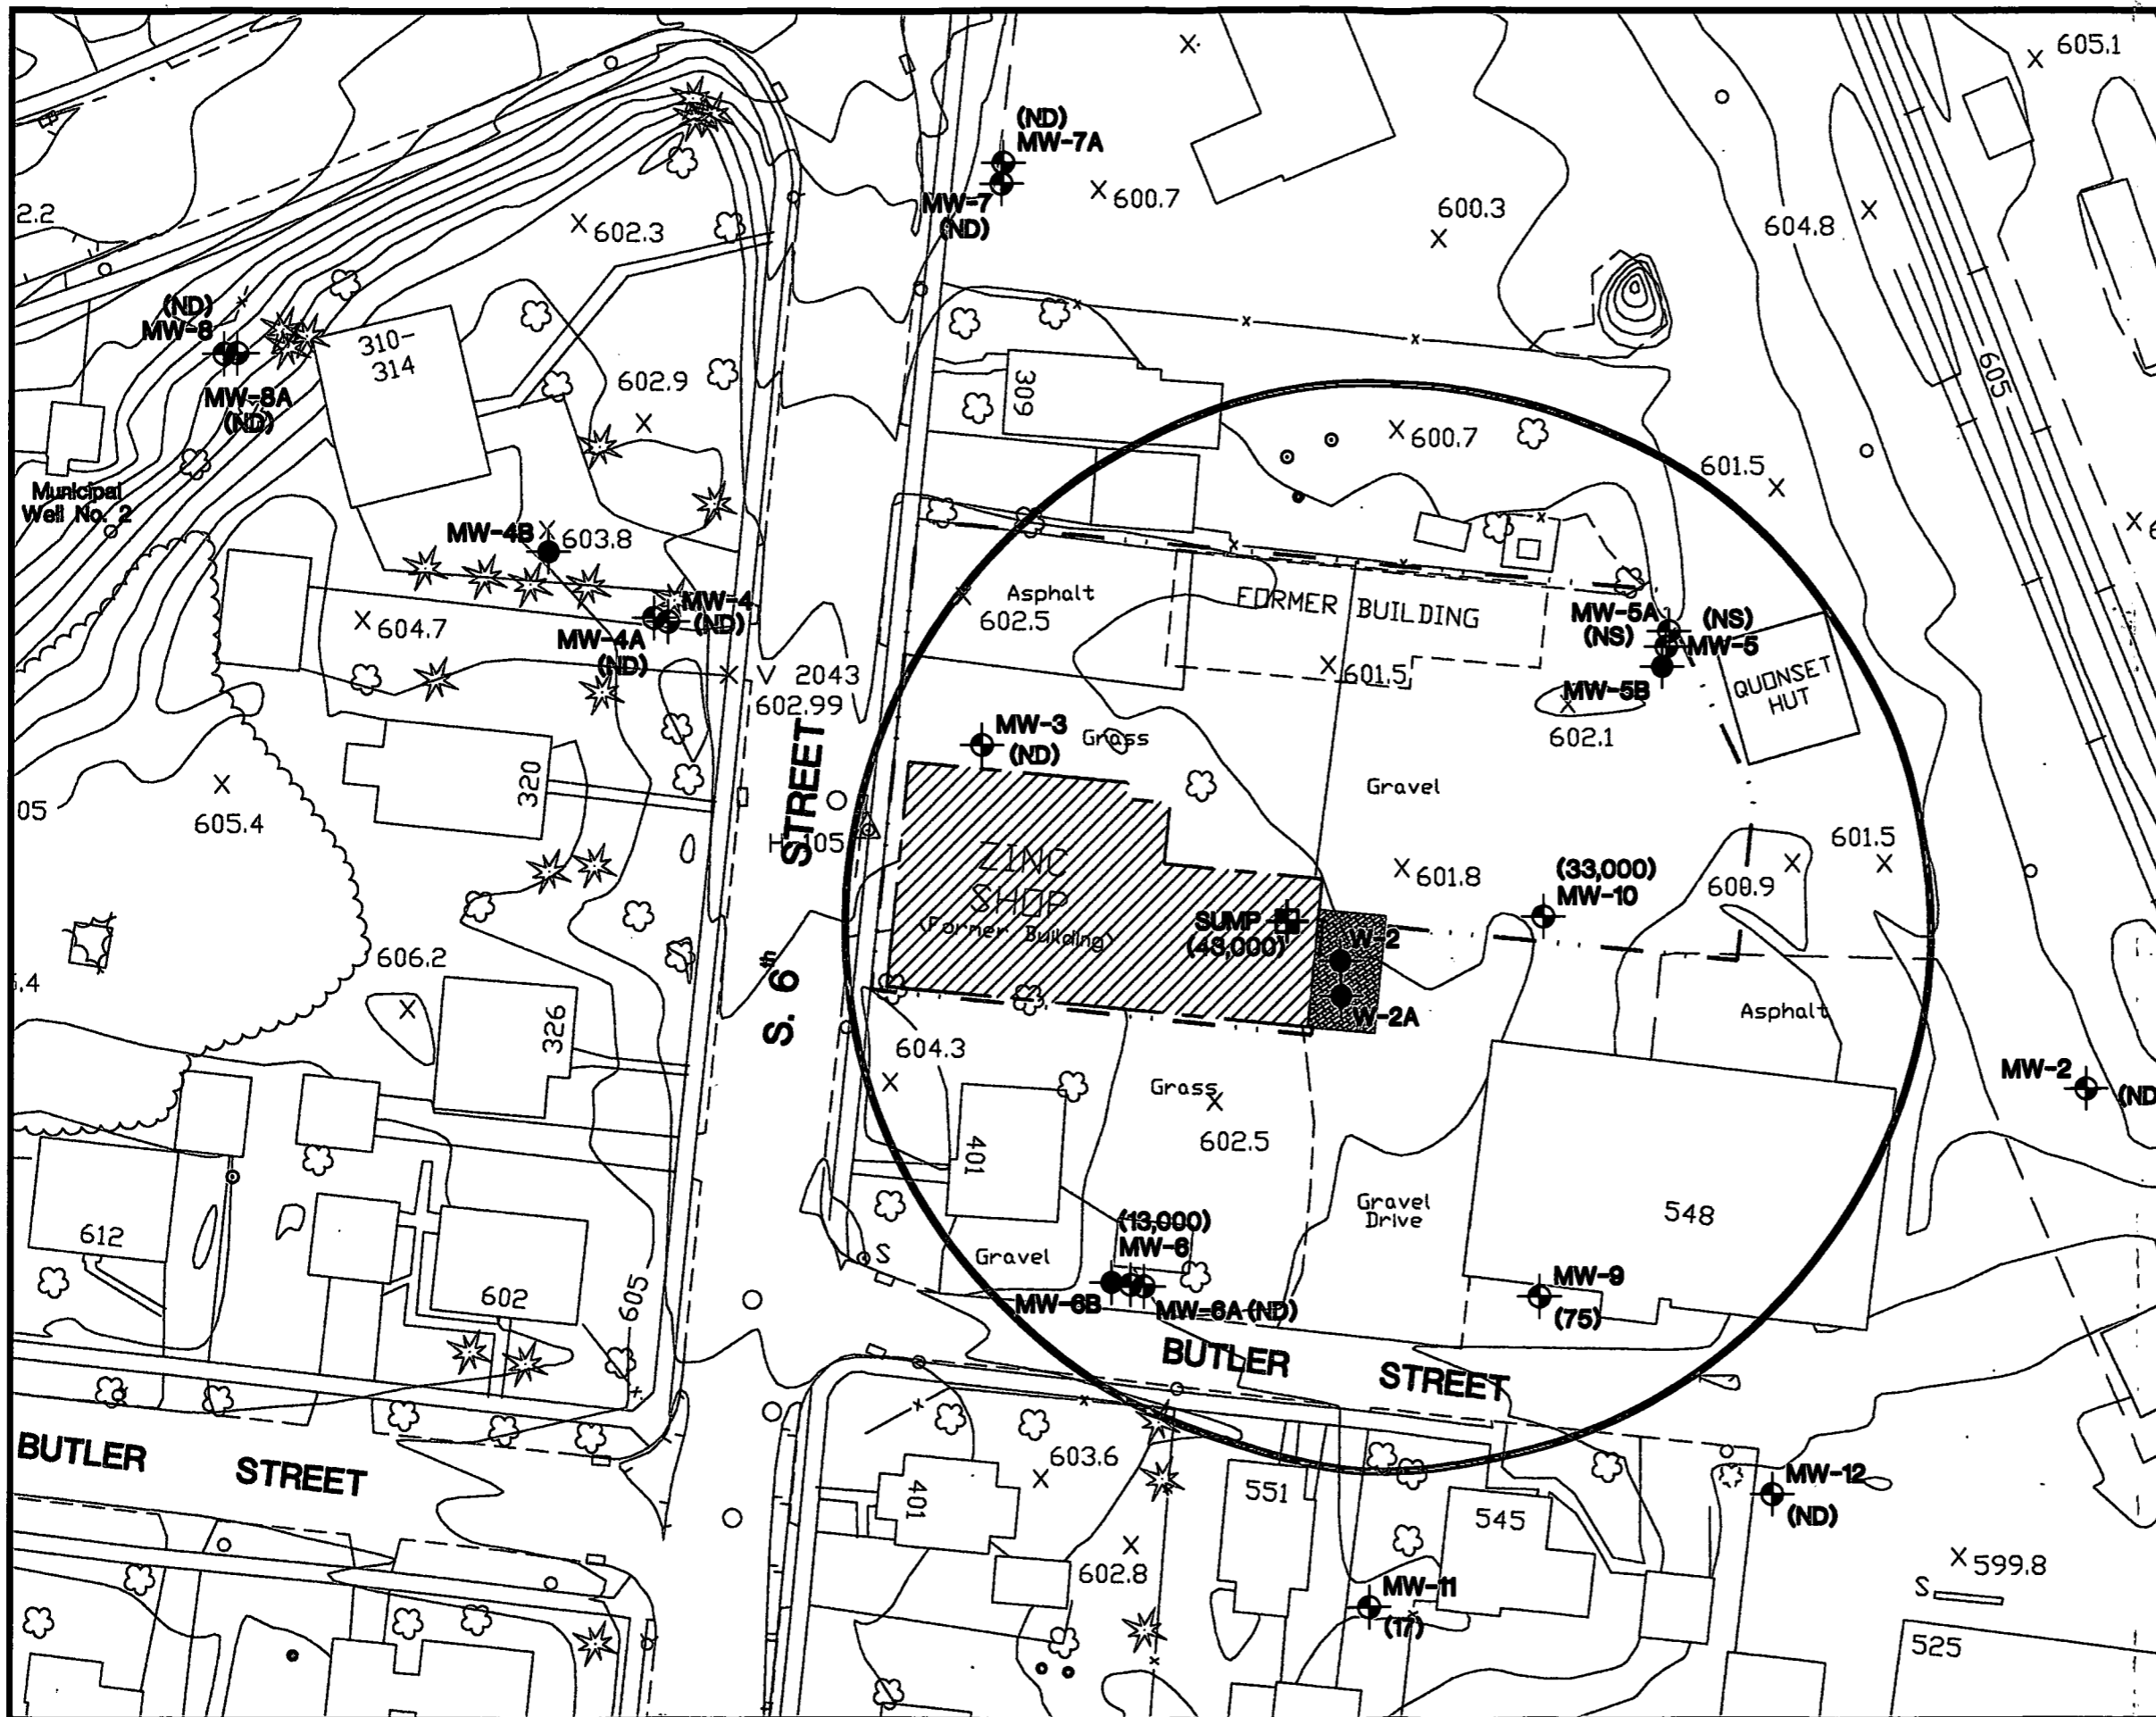 605.1
(ND)
MW-7A
MW-7
(ND)
600.7
600.3
604.8
2.2
602.3
(ND)
MW-8
310-
314
MW-8A
(ND)
602.9
309
605
600.7
601.5
Municipal
Well No. 2
MW-4B
603.8
Asphalt
602.5
FORMER BUILDING
MW-4
(ND)
MW-4A
(ND)
604.7
MW-5A
(NS)
(NS)
MW-5
MW-5B
601.5
QUONSET
HUT
V 2043
602.99
602.1
MW-3
(ND)
Grass
Gravel
320
STREET
05
605.4
105
ZINC
SHOP
(Former Building)
601.8
(33,000)
MW-10
600.9
601.5
SUMP
(43,000)
W-2
W-2A
606.2
.4
S. 6th
326
604.3
Asphalt
Grass
602.5
MW-2
(ND
401
Gravel
Drive
548
612
602
605
S
Gravel
(13,000)
MW-6
MW-6B
MW-6A (ND)
MW-9
(75)
BUTLER STREET
BUTLER STREET
603.6
401
551
545
MW-12
(ND)
602.8
MW-11
(17)
599.8
S
525